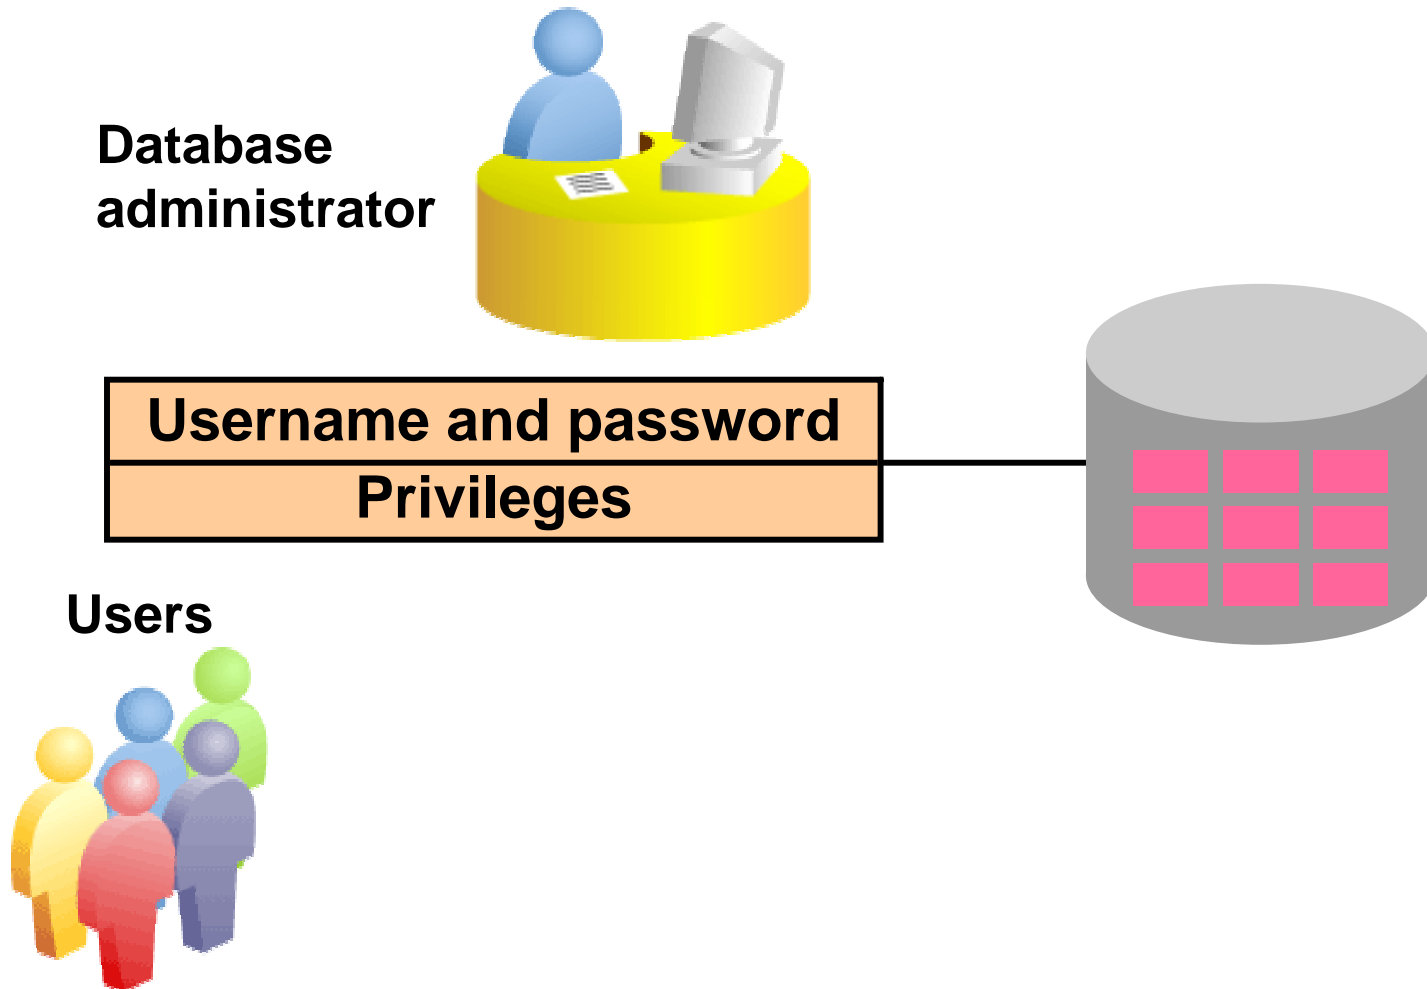 Database
administrator
Username and password
Privileges
Users